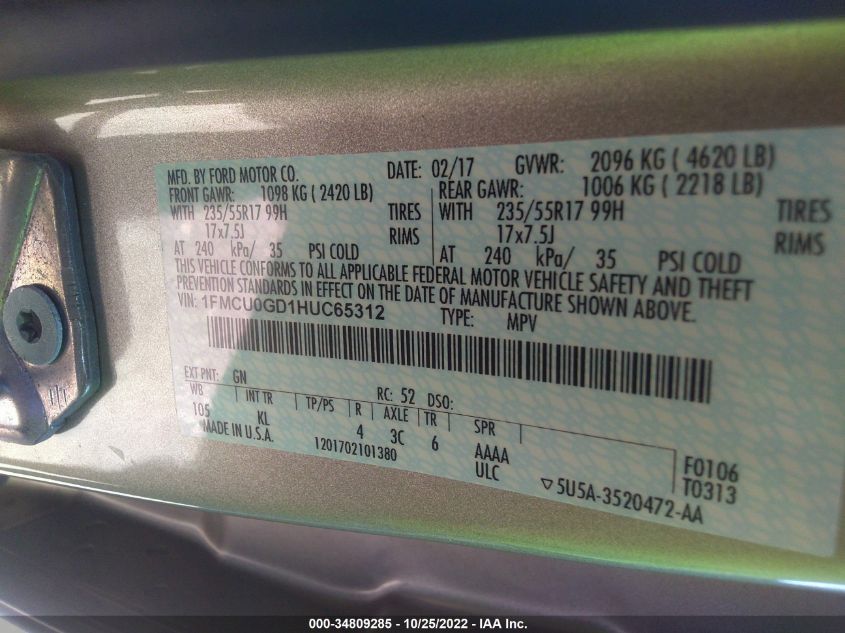 MFD. BY FORD MOTOR CO. DATE: 02/17 GVWR: 2096 KG ( 4620 LB)
FRONT GAWR: 1098 KG ( 2420 LB) REAR GAWR: 1006 KG ( 2218 LB)
WITH 235/55R17 99H TIRES WITH 235/55R17 99H TIRES
17x7.5J RIMS 17x7.5J RIMS
AT 240 kPa/ 35 PSI COLD AT 240 kPa/ 35 PSI COLD
THIS VEHICLE CONFORMS TO ALL APPLICABLE FEDERAL MOTOR VEHICLE SAFETY AND THEFT
PREVENTION STANDARDS IN EFFECT ON THE DATE OF MANUFACTURE SHOWN ABOVE.
VIN: 1FMCU0GD1HUC65312 TYPE: MPV
EXT PNT: GN RC: 52 DSO:
WB INT TR TP/PS R AXLE TR SPR
105 KL 4 3C 6 AAAA F0106
MADE IN U.S.A. 1201702101380 ULC T0313
▽5U5A-3520472-AA
000-34809285 - 10/25/2022 - IAA Inc.